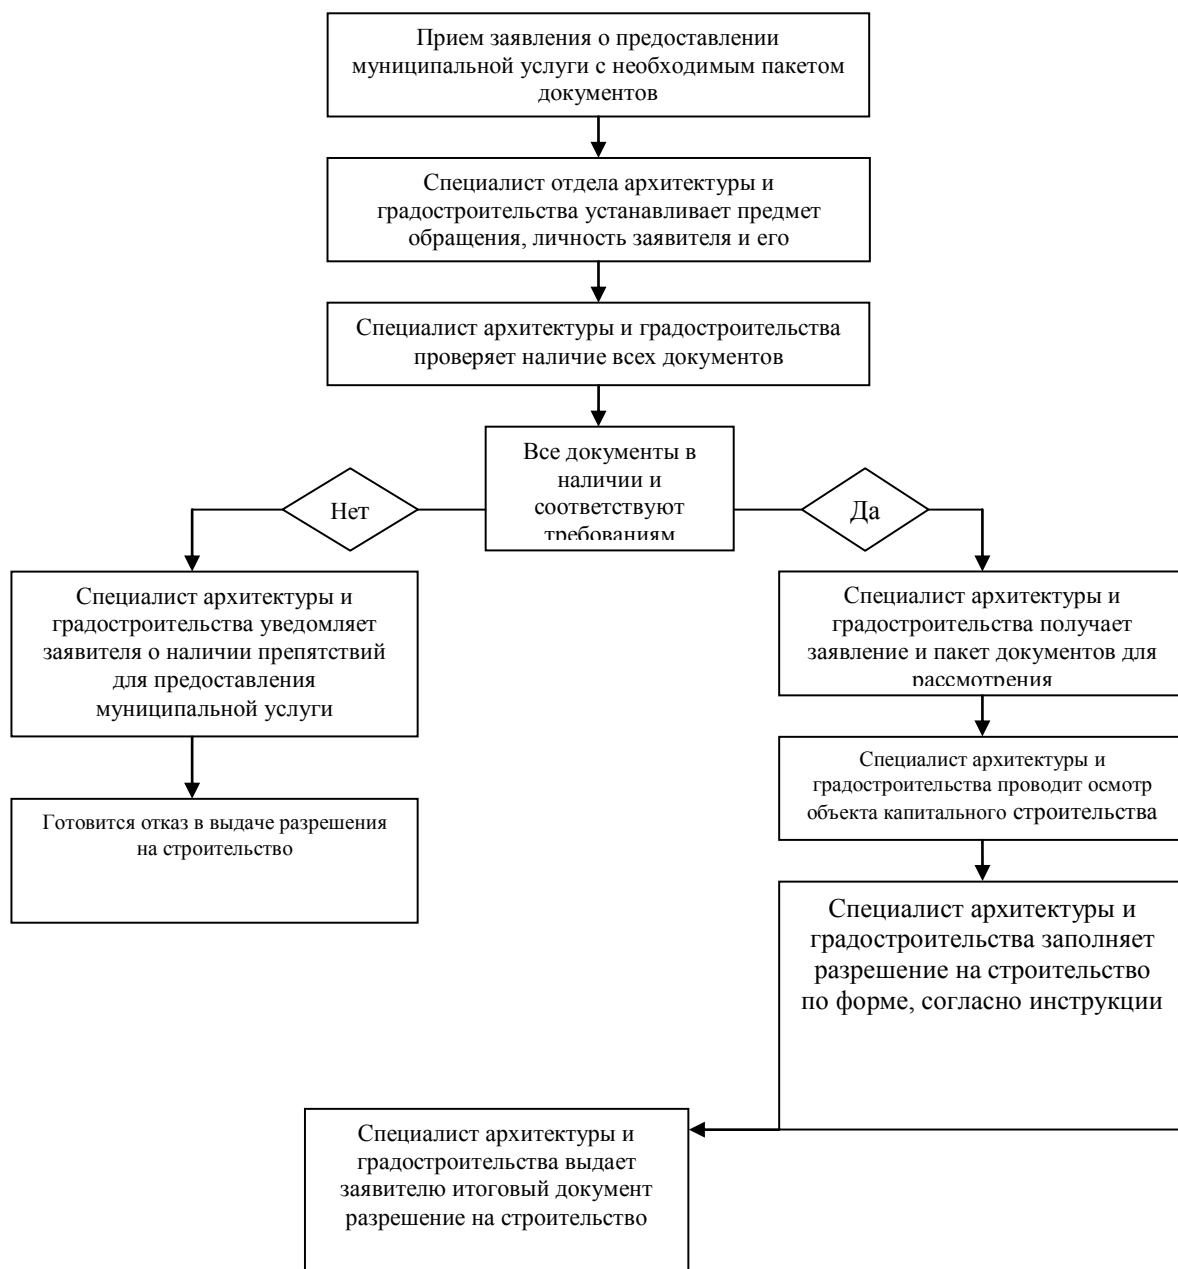 Прием заявления о предоставлении
муниципальной услуги с необходимым пакетом
документов
Специалист отдела архитектуры и
градостроительства устанавливает предмет
обращения, личность заявителя и его
Специалист архитектуры и градостроительства
проверяет наличие всех документов
Все документы в
наличии и
соответствуют
требованиям
Нет
Да
Специалист архитектуры и
градостроительства уведомляет
заявителя о наличии препятствий
для предоставления
муниципальной услуги
Специалист архитектуры и
градостроительства получает
заявление и пакет документов для
рассмотрения
Специалист архитектуры и
градостроительства проводит осмотр
объекта капитального строительства
Готовится отказ в выдаче разрешения
на строительство
Специалист архитектуры и
градостроительства заполняет
разрешение на строительство
по форме, согласно инструкции
Специалист архитектуры и
градостроительства выдает
заявителю итоговый документ
разрешение на строительство